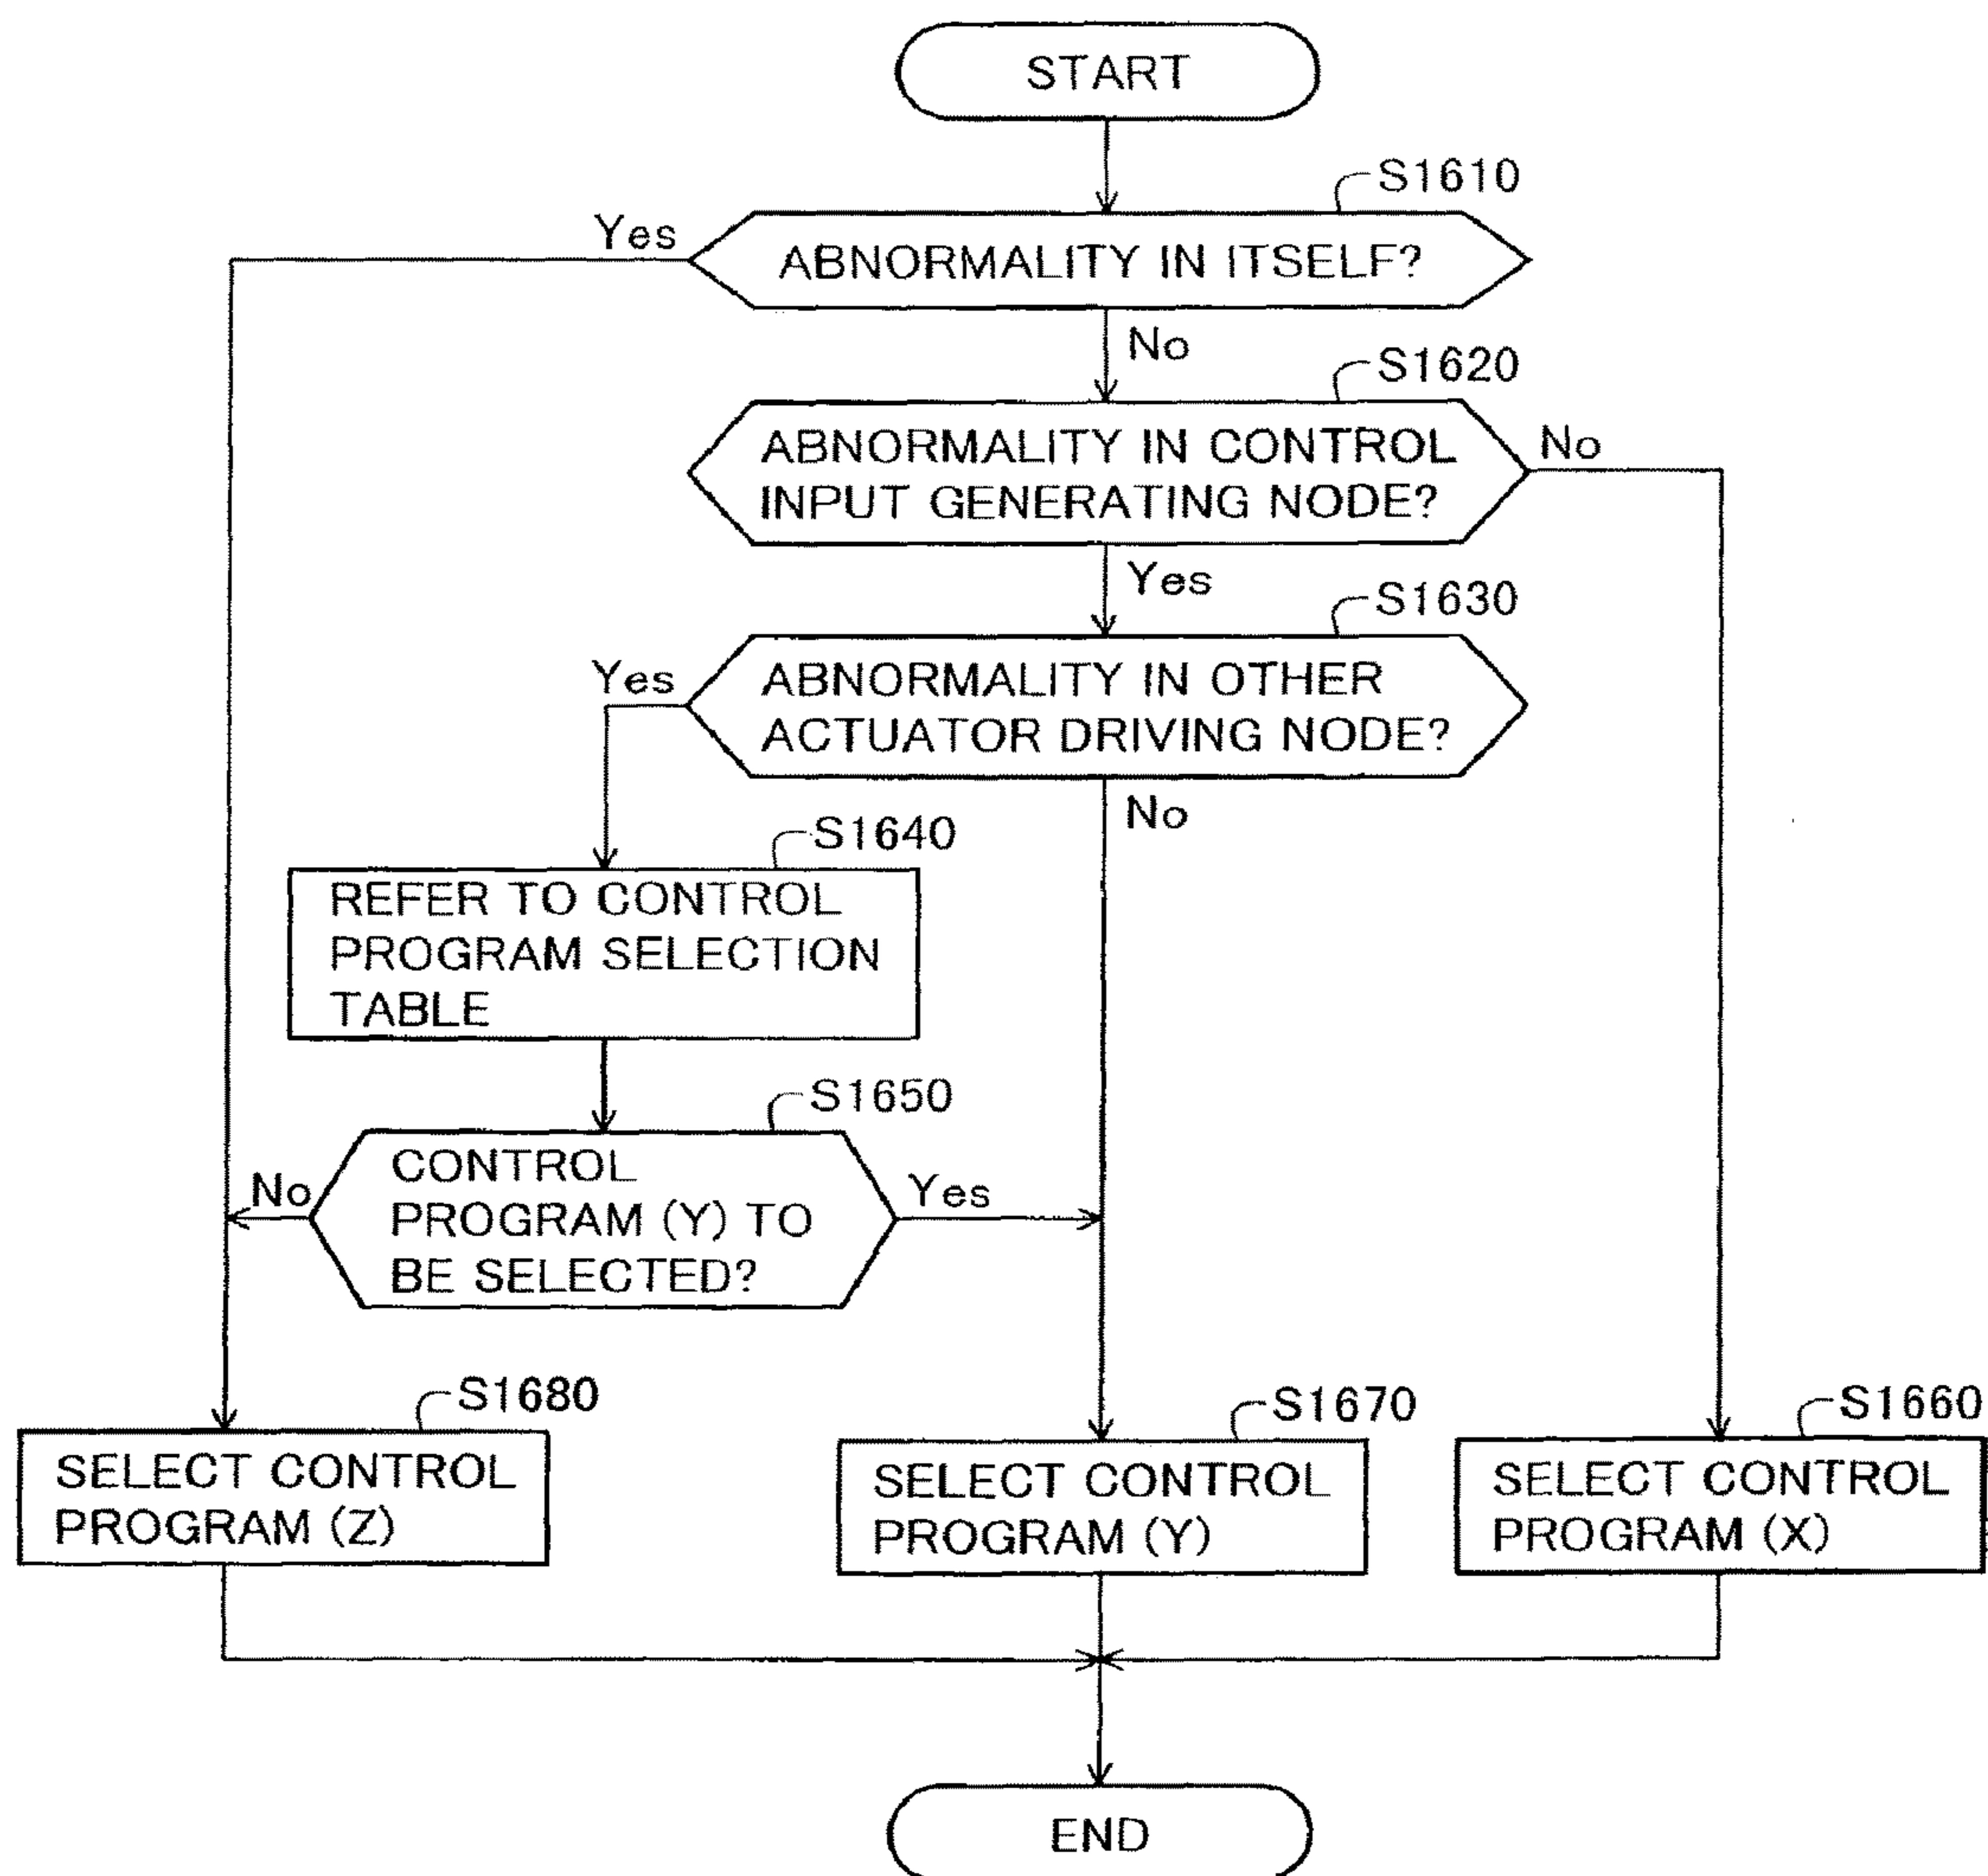 START
S1610
Yes
ABNORMALITY IN ITSELF?
No
S1620
ABNORMALITY IN CONTROL
INPUT GENERATING NODE?
No
Yes
S1630
Yes
ABNORMALITY IN OTHER
ACTUATOR DRIVING NODE?
No
S1640
REFER TO CONTROL
PROGRAM SELECTION
TABLE
S1650
No
CONTROL
PROGRAM (Y) TO
BE SELECTED?
Yes
S1680
SELECT CONTROL
PROGRAM (Z)
S1670
SELECT CONTROL
PROGRAM (Y)
S1660
SELECT CONTROL
PROGRAM (X)
END